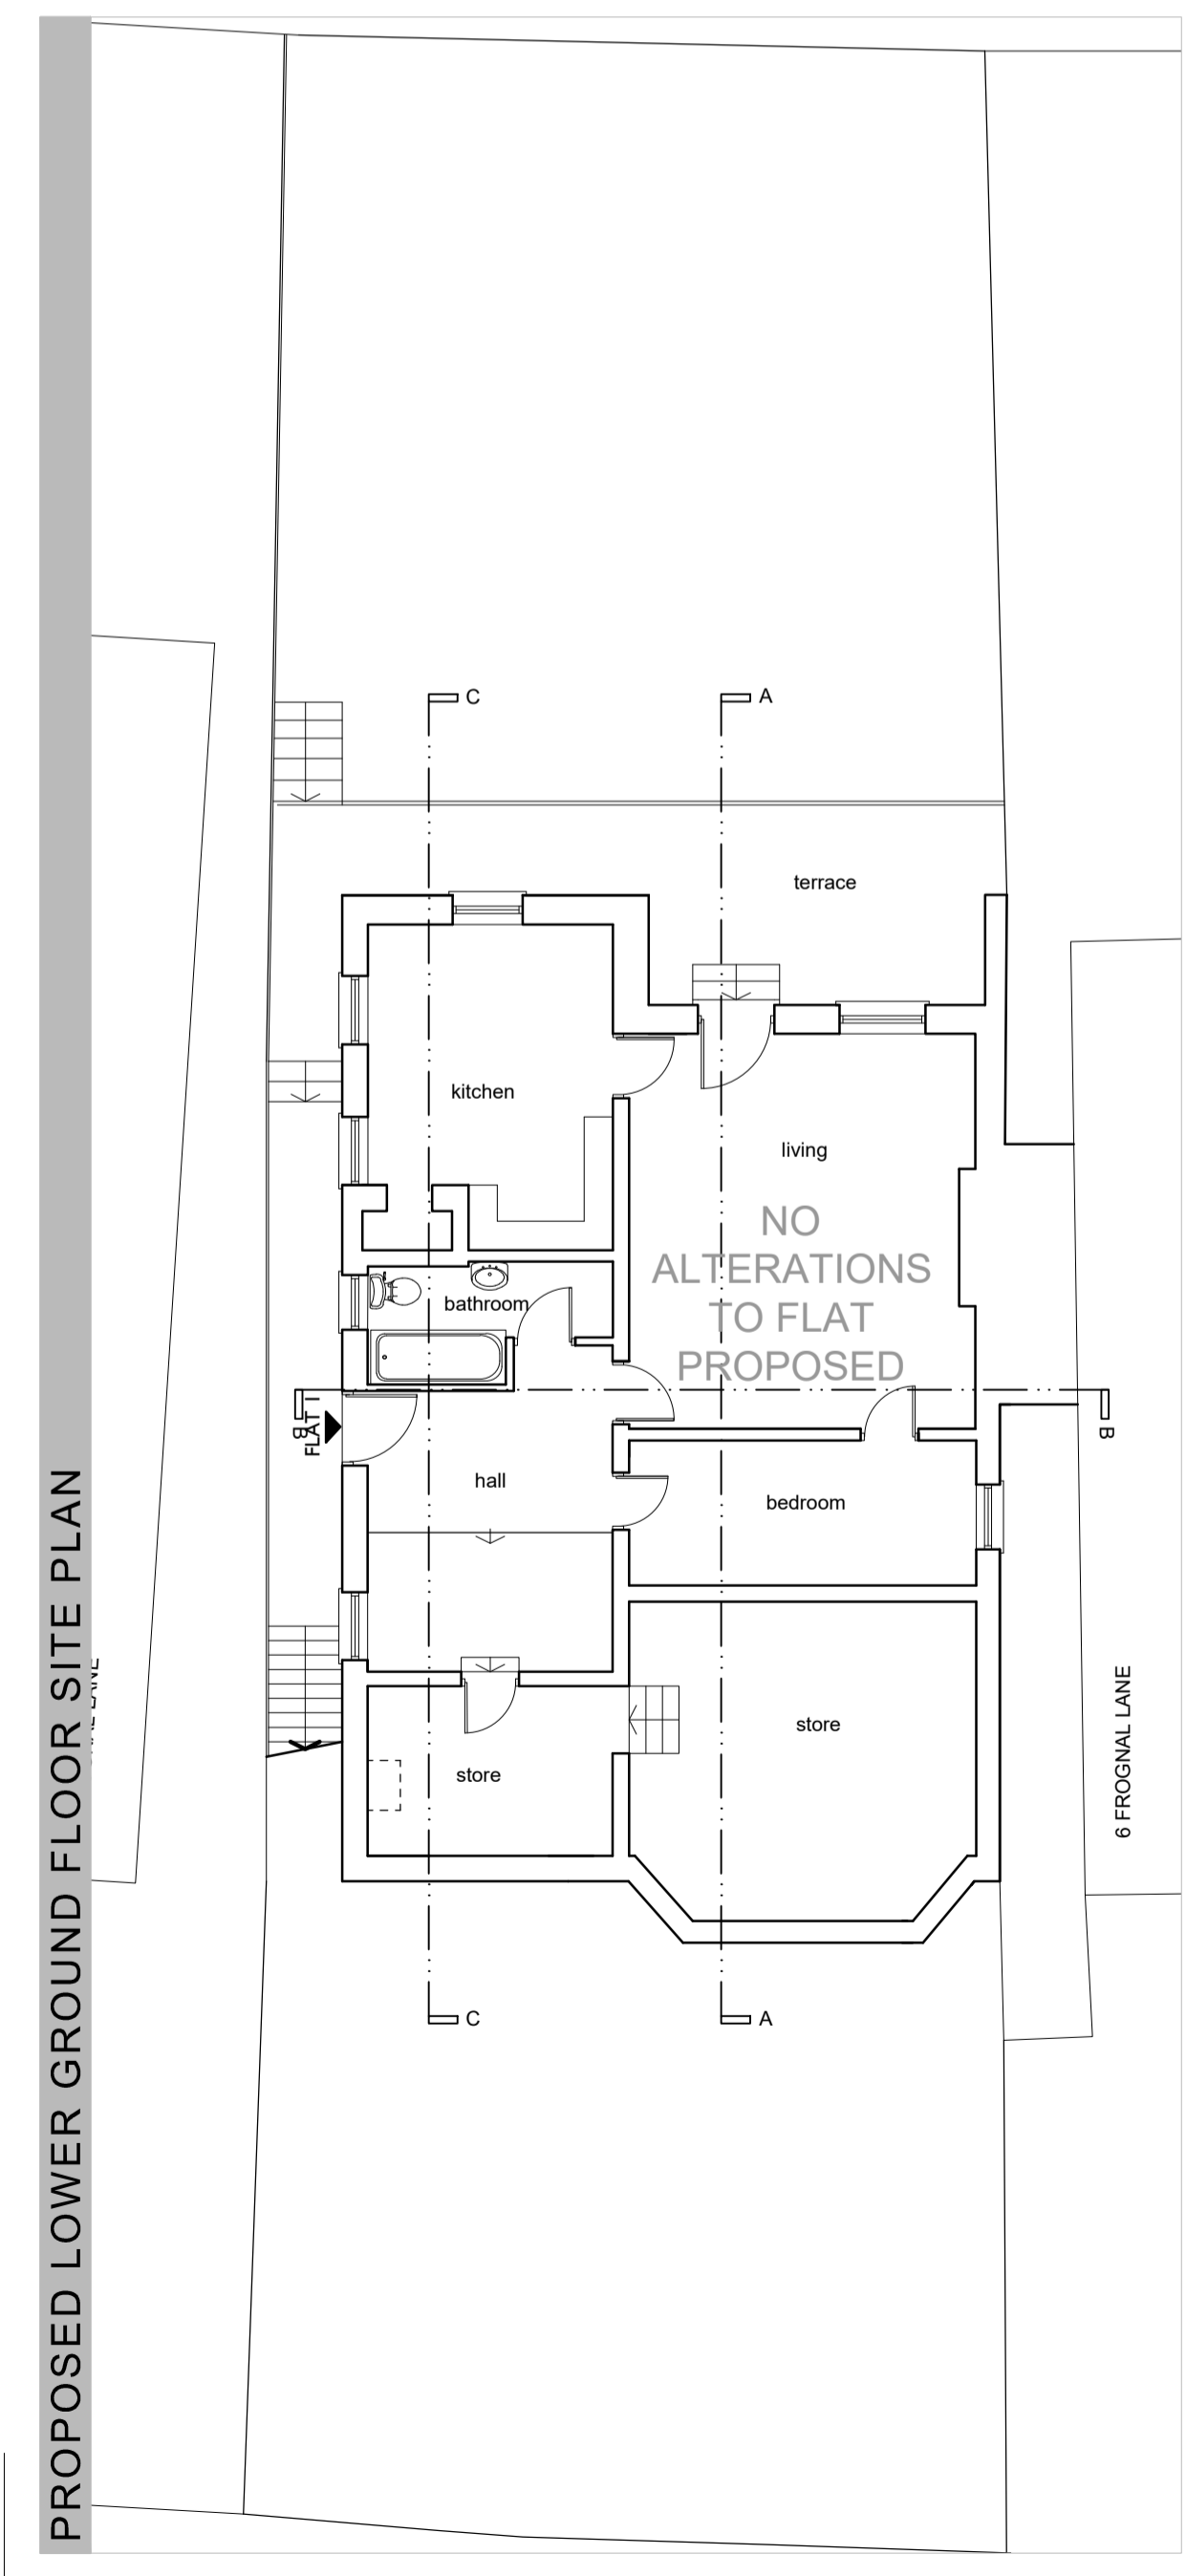 PROPOSED LOWER GROUND FLOOR SITE PLAN
C
A
terrace
kitchen
living
NO
ALTERATIONS
TO FLAT
PROPOSED
bathroom
B
FLAT I
B
hall
bedroom
LANE
6 FROGNAL LANE
store
store
C
A